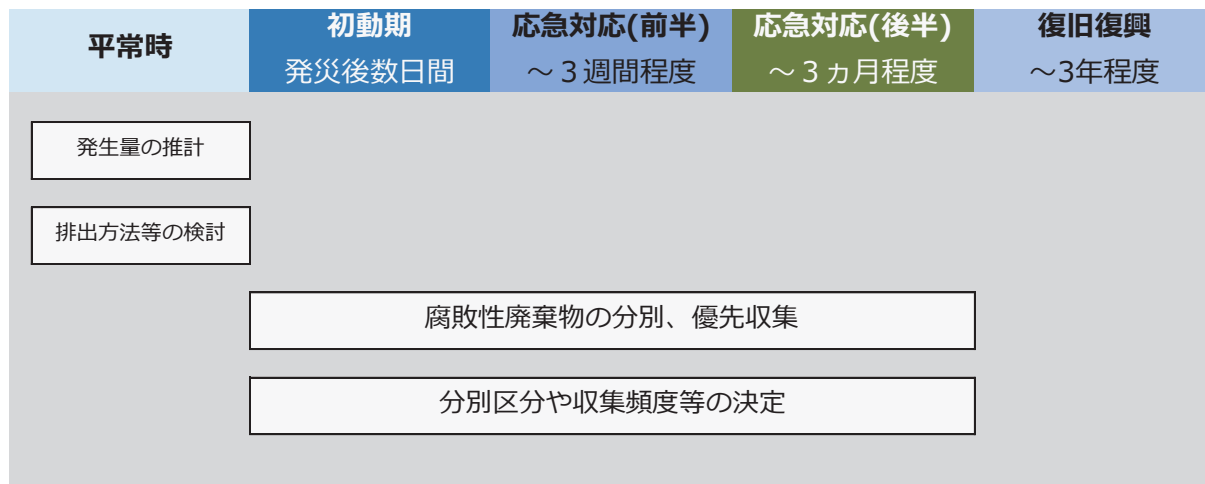 平常時
初動期
発災後数日間
応急対応(前半)
～３週間程度
応急対応(後半)
～３ヵ月程度
復旧復興
～3年程度
発生量の推計
排出方法等の検討
腐敗性廃棄物の分別、優先収集
分別区分や収集頻度等の決定